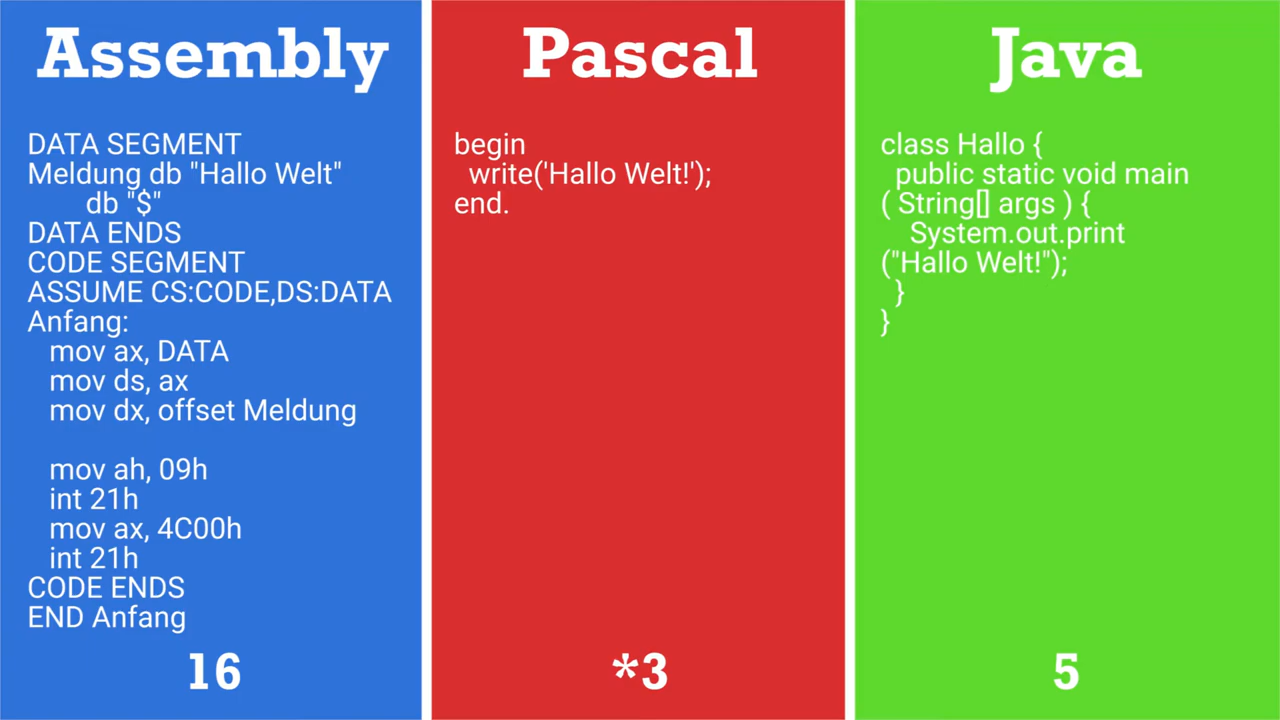 Assembly
DATA SEGMENT
Meldung db "Hallo Welt"
db "$"
DATA ENDS
CODE SEGMENT
ASSUME CS:CODE,DS:DATA
Anfang:
mov ax, DATA
mov ds, ax
mov dx, offset Meldung
mov ah, 09h
int 21h
mov ax, 4C00h
int 21h
CODE ENDS
END Anfang
16
Pascal
begin
write('Hallo Welt!');
end.
*3
Java
class Hallo {
public static void main
( String[] args ) {
System.out.print
("Hallo Welt!");
}
}
5